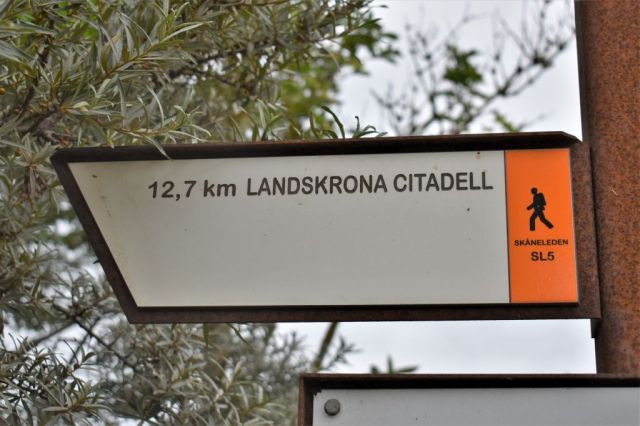 12,7 km LANDSKRONA CITADELL
SKÅNELEDEN
SL5